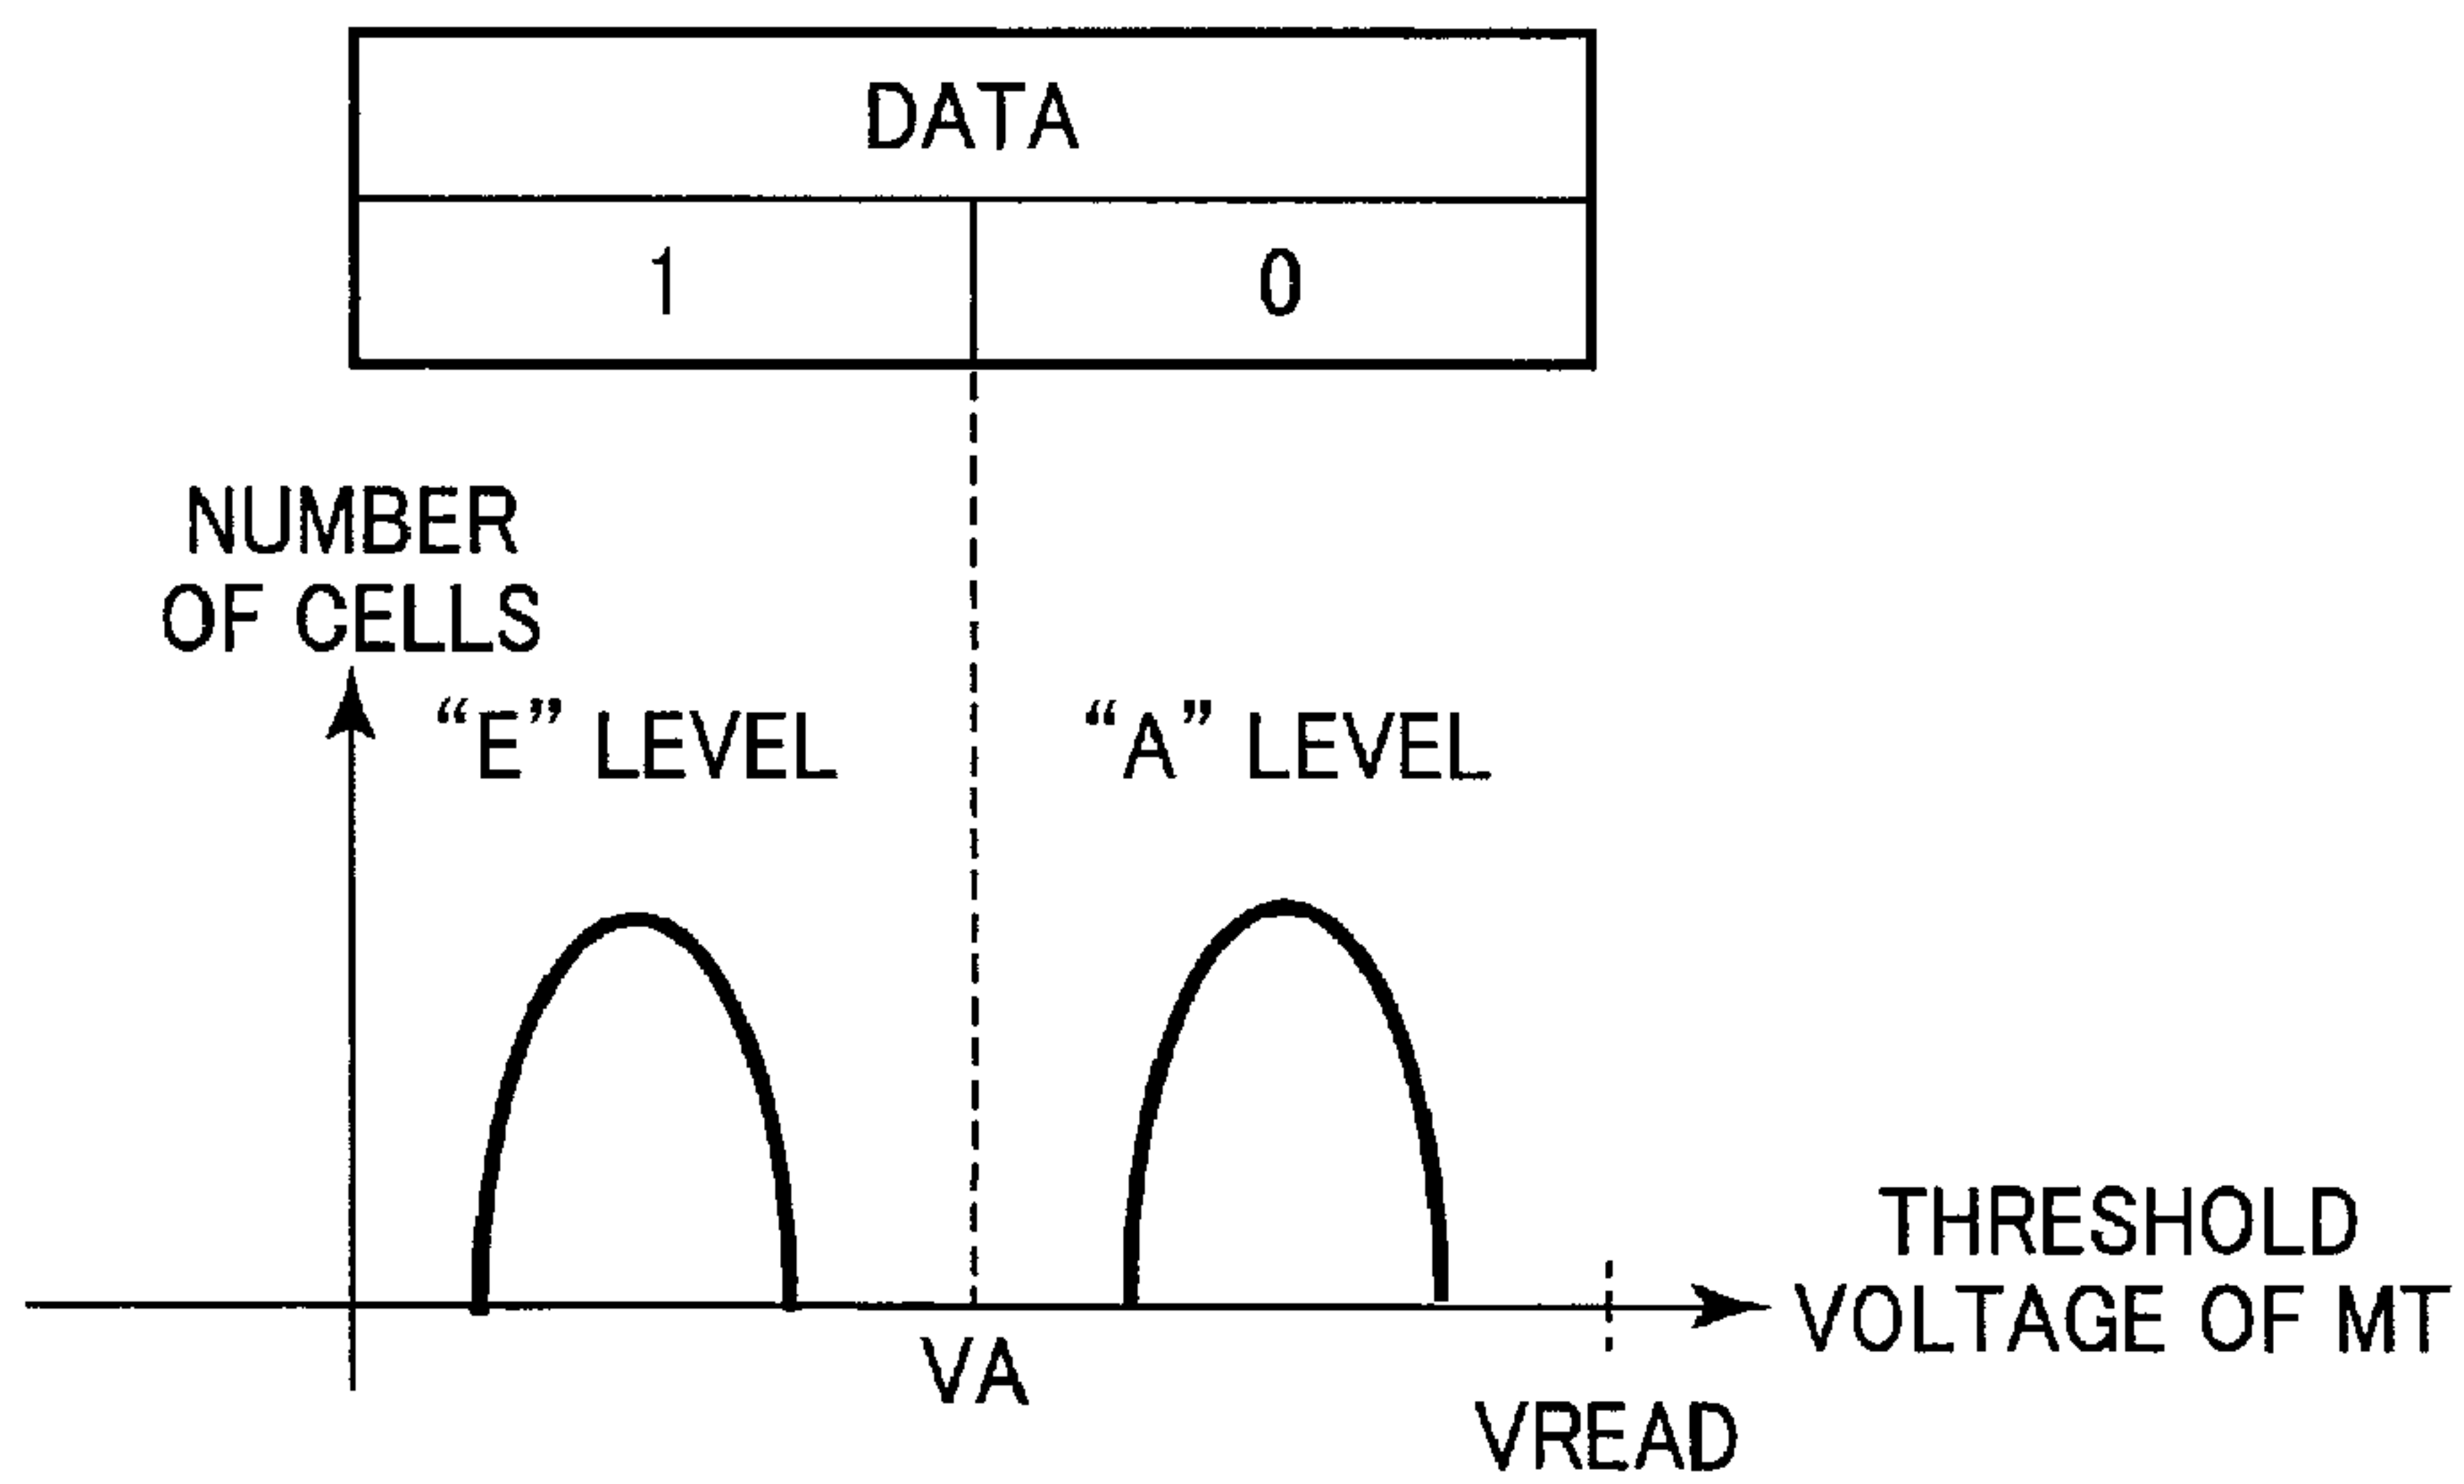 DATA
1 0
NUMBER
OF CELLS
“E” LEVEL “A” LEVEL
THRESHOLD
VOLTAGE OF MT
VA
VREAD